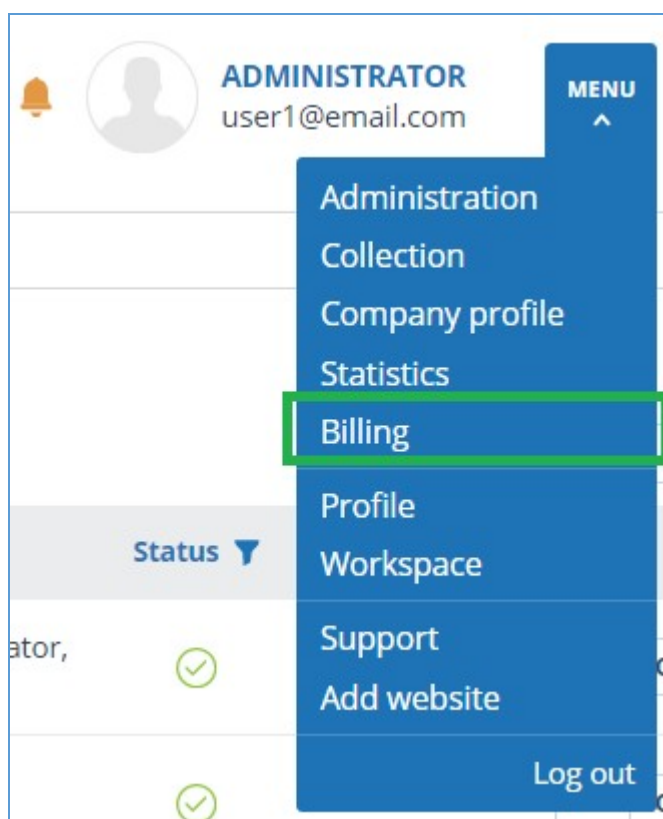 ADMINISTRATOR
user1@email.com
MENU
Administration
Collection
Company profile
Statistics
Billing
Profile
Status
Workspace
ator,
Support
Add website
Log out